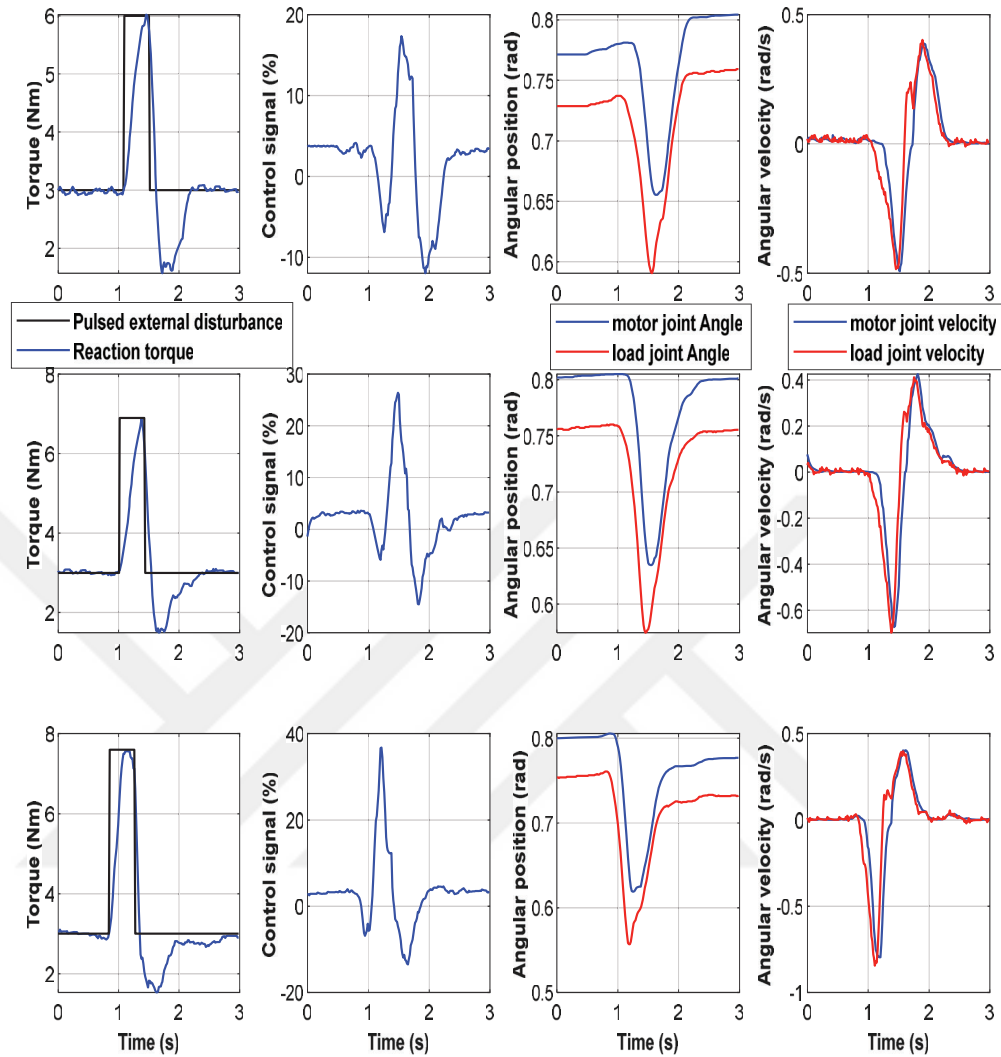 Torque (Nm)
6
5
4
3
2
0 1 2 3
Control signal (%)
20
10
0
-10
0 1 2 3
Angular position (rad)
0.8
0.75
0.7
0.65
0.6
0 1 2 3
Angular velocity (rad/s)
0.5
0
-0.5
0 1 2 3
Pulsed external disturbance
Reaction torque
motor joint Angle
load joint Angle
motor joint velocity
load joint velocity
Torque (Nm)
8
6
4
2
0 1 2 3
Control signal (%)
30
20
10
0
-10
-20
0 1 2 3
Angular position (rad)
0.8
0.75
0.7
0.65
0.6
0 1 2 3
Angular velocity (rad/s)
0.4
0.2
0
-0.2
-0.4
-0.6
0 1 2 3
Torque (Nm)
8
6
4
2
0 1 2 3
Time (s)
Control signal (%)
40
20
0
-20
0 1 2 3
Time (s)
Angular position (rad)
0.8
0.7
0.6
0.5
0 1 2 3
Time (s)
Angular velocity (rad/s)
0.5
0
-0.5
-1
0 1 2 3
Time (s)